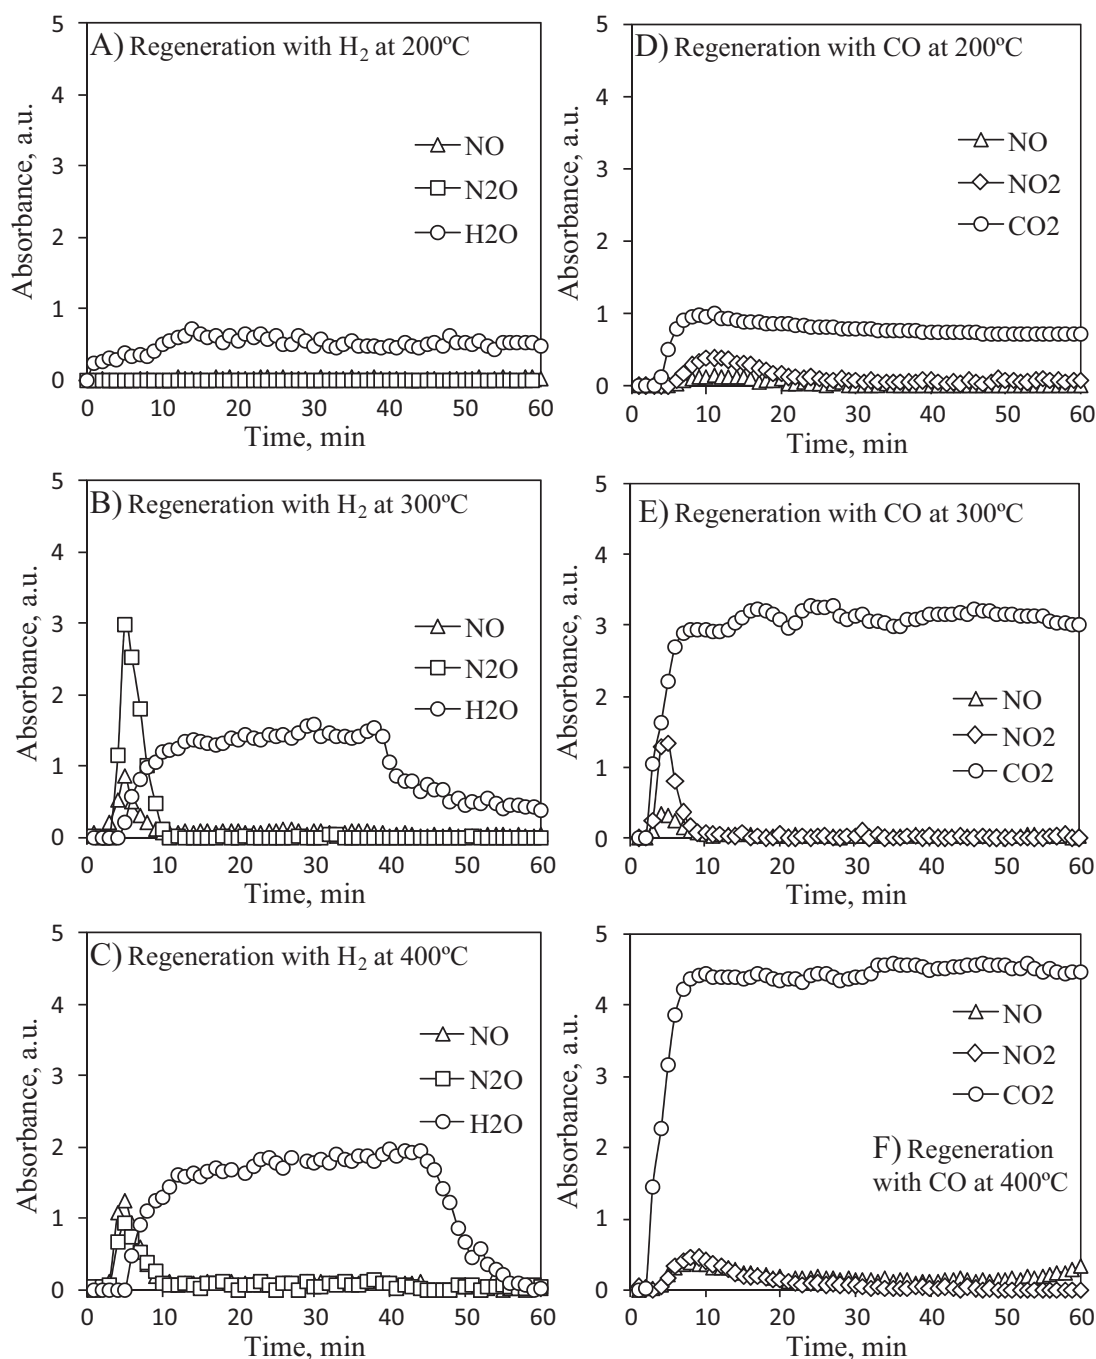 A) Regeneration with H2 at 200ºC
Absorbance, a.u.
5
4
3
2
1
0
NO
N2O
H2O
0 10 20 30 40 50 60
Time, min
D) Regeneration with CO at 200ºC
Absorbance, a.u.
5
4
3
2
1
0
NO
NO2
CO2
0 10 20 30 40 50 60
Time, min
B) Regeneration with H2 at 300ºC
Absorbance, a.u.
5
4
3
2
1
0
NO
N2O
H2O
0 10 20 30 40 50 60
Time, min
E) Regeneration with CO at 300ºC
Absorbance, a.u.
5
4
3
2
1
0
NO
NO2
CO2
0 10 20 30 40 50 60
Time, min
C) Regeneration with H2 at 400ºC
Absorbance, a.u.
5
4
3
2
1
0
NO
N2O
H2O
0 10 20 30 40 50 60
Time, min
Absorbance, a.u.
5
4
3
2
1
0
NO
NO2
CO2
F) Regeneration
with CO at 400ºC
0 10 20 30 40 50 60
Time, min